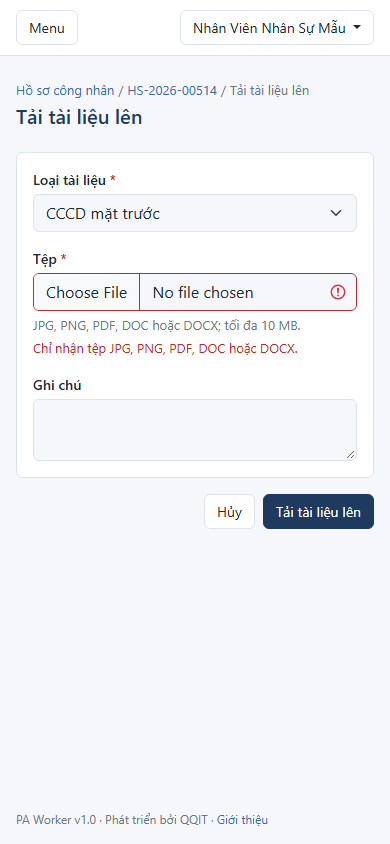 Menu
Nhân Viên Nhân Sự Mẫu
Hồ sơ công nhân / HS-2026-00514 / Tải tài liệu lên
Tải tài liệu lên
Loại tài liệu *
CCCD mặt trước
Tệp *
Choose File No file chosen
JPG, PNG, PDF, DOC hoặc DOCX; tối đa 10 MB.
Chỉ nhận tệp JPG, PNG, PDF, DOC hoặc DOCX.
Ghi chú
Hủy
Tải tài liệu lên
PA Worker v1.0 · Phát triển bởi QQIT · Giới thiệu